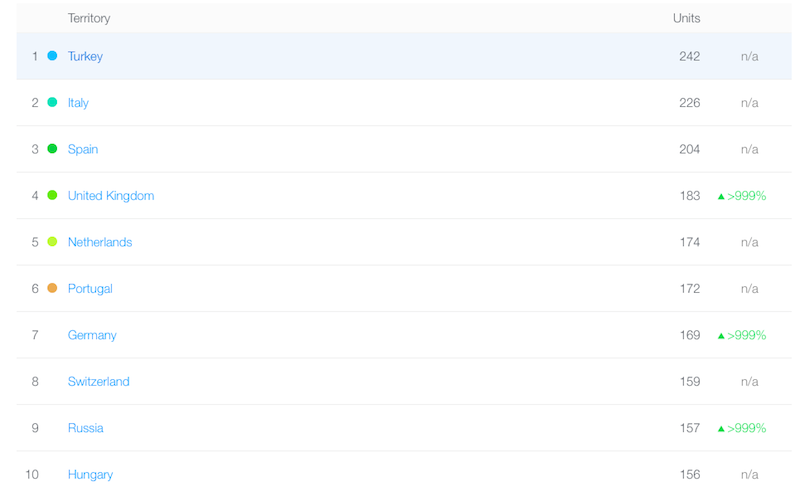 Territory Units
1 Turkey 242 n/a
2 Italy 226 n/a
3 Spain 204 n/a
4 United Kingdom 183 >999%
5 Netherlands 174 n/a
6 Portugal 172 n/a
7 Germany 169 >999%
8 Switzerland 159 n/a
9 Russia 157 >999%
10 Hungary 156 n/a